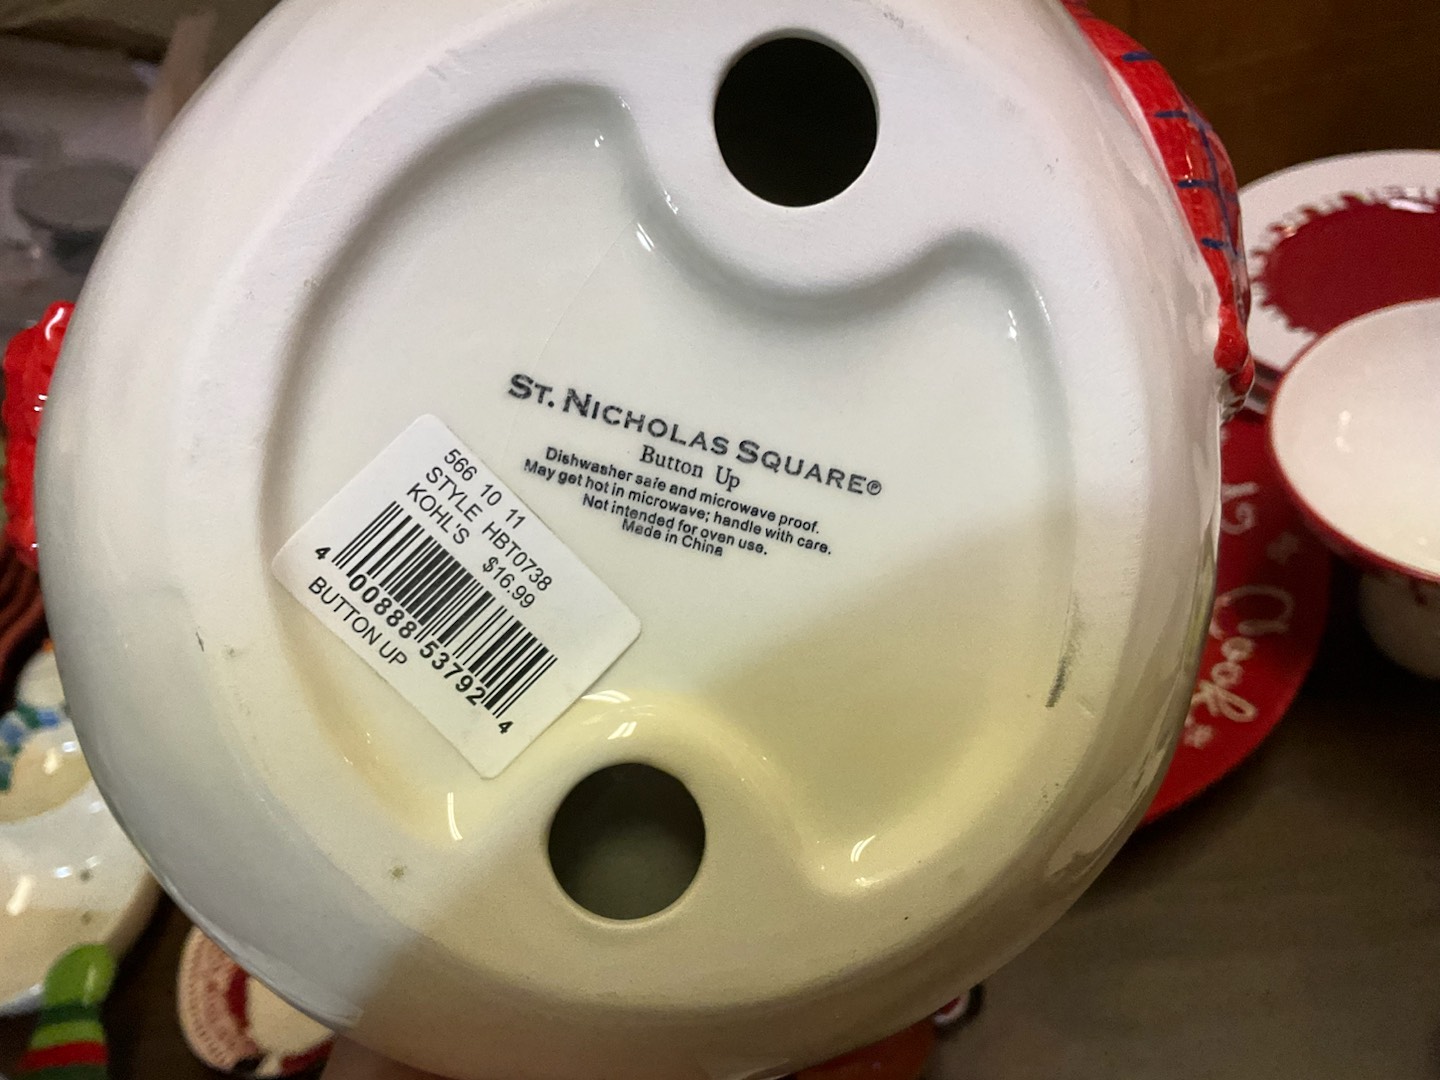 ST. NICHOLAS SQUARE®
Button Up
Dishwasher safe and microwave proof.
May get hot in microwave; handle with care.
Not intended for oven use.
Made in China
566 10 11
STYLE HBT0738
KOHL'S $16.99
4 00888 53792 4
BUTTON UP
Cook